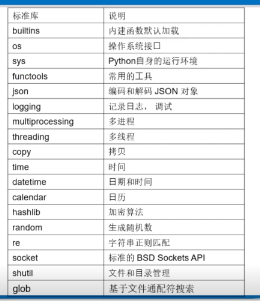 标准库 说明
builtins 内建函数默认加载
os 操作系统接口
sys Python自身的运行环境
functools 常用的工具
json 编码和解码 JSON 对象
logging 记录日志，调试
multiprocessing 多进程
threading 多线程
copy 拷贝
time 时间
datetime 日期和时间
calendar 日历
hashlib 加密算法
random 生成随机数
re 字符串正则匹配
socket 标准的 BSD Sockets API
shutil 文件和目录管理
glob 基于文件通配符搜索